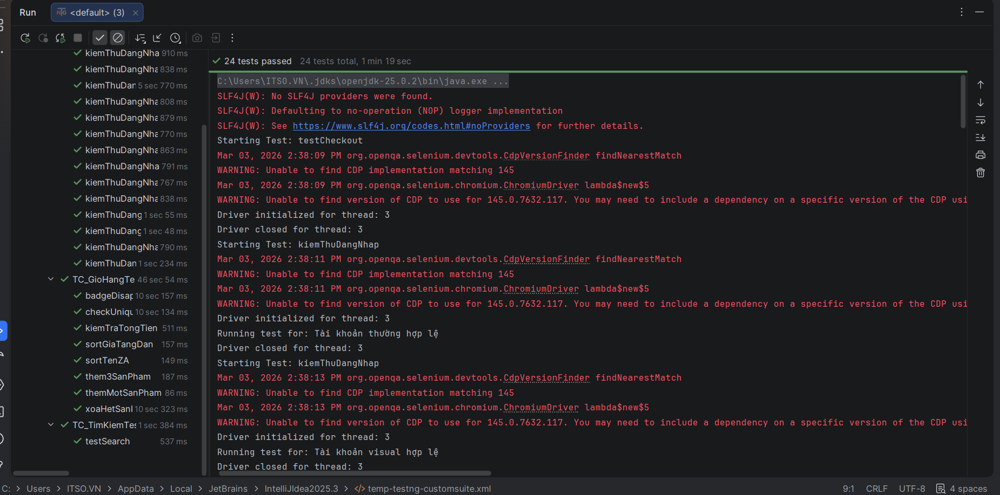 Run
NTG <default> (3)
kiemThuDangNha 910 ms
kiemThuDangNha 838 ms
kiemThuDar 5 sec 770 ms
kiemThuDangNha 808 ms
kiemThuDangNha 879 ms
kiemThuDangNha 770 ms
kiemThuDangNha 863 ms
kiemThuDangNha 791 ms
kiemThuDangNha 767 ms
kiemThuDangNha 838 ms
kiemThuDang 1 sec 55 ms
kiemThuDang 1 sec 48 ms
kiemThuDangNha 790 ms
kiemThuDan 1 sec 234 ms
TC_GioHangTe 46 sec 54 ms
badgeDisap 10 sec 157 ms
checkUniqu 10 sec 134 ms
kiemTraTongTien 511 ms
sortGiaTangDan 157 ms
sortTenZA 149 ms
them3SanPham 187 ms
themMotSanPham 86 ms
xoaHetSanl 10 sec 323 ms
TC_TimKiemTes 1 sec 384 ms
testSearch 537 ms
24 tests passed 24 tests total, 1 min 19 sec
C:\Users\ITSO.VN\.jdks\openjdk-25.0.2\bin\java.exe ...
SLF4J(W): No SLF4J providers were found.
SLF4J(W): Defaulting to no-operation (NOP) logger implementation
SLF4J(W): See https://www.slf4j.org/codes.html#noProviders for further details.
Starting Test: testCheckout
Mar 03, 2026 2:38:09 PM org.openqa.selenium.devtools.CdpVersionFinder findNearestMatch
WARNING: Unable to find CDP implementation matching 145
Mar 03, 2026 2:38:09 PM org.openqa.selenium.chromium.ChromiumDriver lambda$new$5
WARNING: Unable to find version of CDP to use for 145.0.7632.117. You may need to include a dependency on a specific version of the CDP usi
Driver initialized for thread: 3
Driver closed for thread: 3
Starting Test: kiemThuDangNhap
Mar 03, 2026 2:38:11 PM org.openqa.selenium.devtools.CdpVersionFinder findNearestMatch
WARNING: Unable to find CDP implementation matching 145
Mar 03, 2026 2:38:11 PM org.openqa.selenium.chromium.ChromiumDriver lambda$new$5
WARNING: Unable to find version of CDP to use for 145.0.7632.117. You may need to include a dependency on a specific version of the CDP usi
Driver initialized for thread: 3
Running test for: Tài khoản thường hợp lệ
Driver closed for thread: 3
Starting Test: kiemThuDangNhap
Mar 03, 2026 2:38:13 PM org.openqa.selenium.devtools.CdpVersionFinder findNearestMatch
WARNING: Unable to find CDP implementation matching 145
Mar 03, 2026 2:38:13 PM org.openqa.selenium.chromium.ChromiumDriver lambda$new$5
WARNING: Unable to find version of CDP to use for 145.0.7632.117. You may need to include a dependency on a specific version of the CDP usi
Driver initialized for thread: 3
Running test for: Tài khoản visual hợp lệ
Driver closed for thread: 3
C: > Users > ITSO.VN > AppData > Local > JetBrains > IntelliJIdea2025.3 > </> temp-testng-customsuite.xml
9:1 CRLF UTF-8 4 spaces